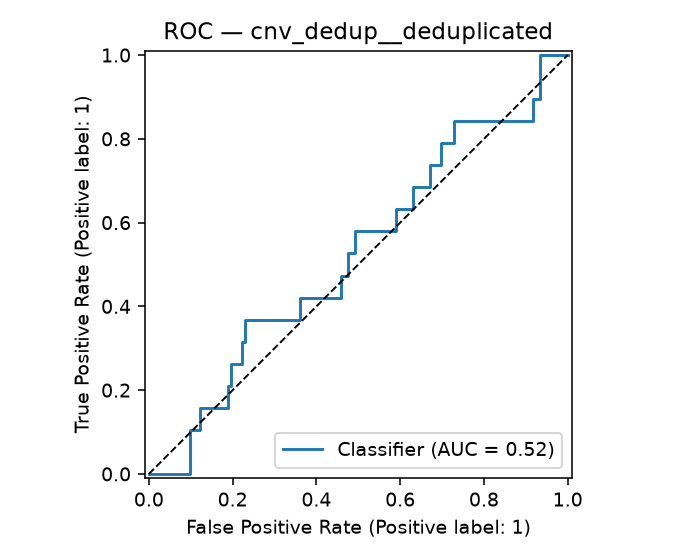 ROC — cnv_dedup__deduplicated
True Positive Rate (Positive label: 1)
1.0
0.8
0.6
0.4
0.2
0.0
Classifier (AUC = 0.52)
0.0 0.2 0.4 0.6 0.8 1.0
False Positive Rate (Positive label: 1)